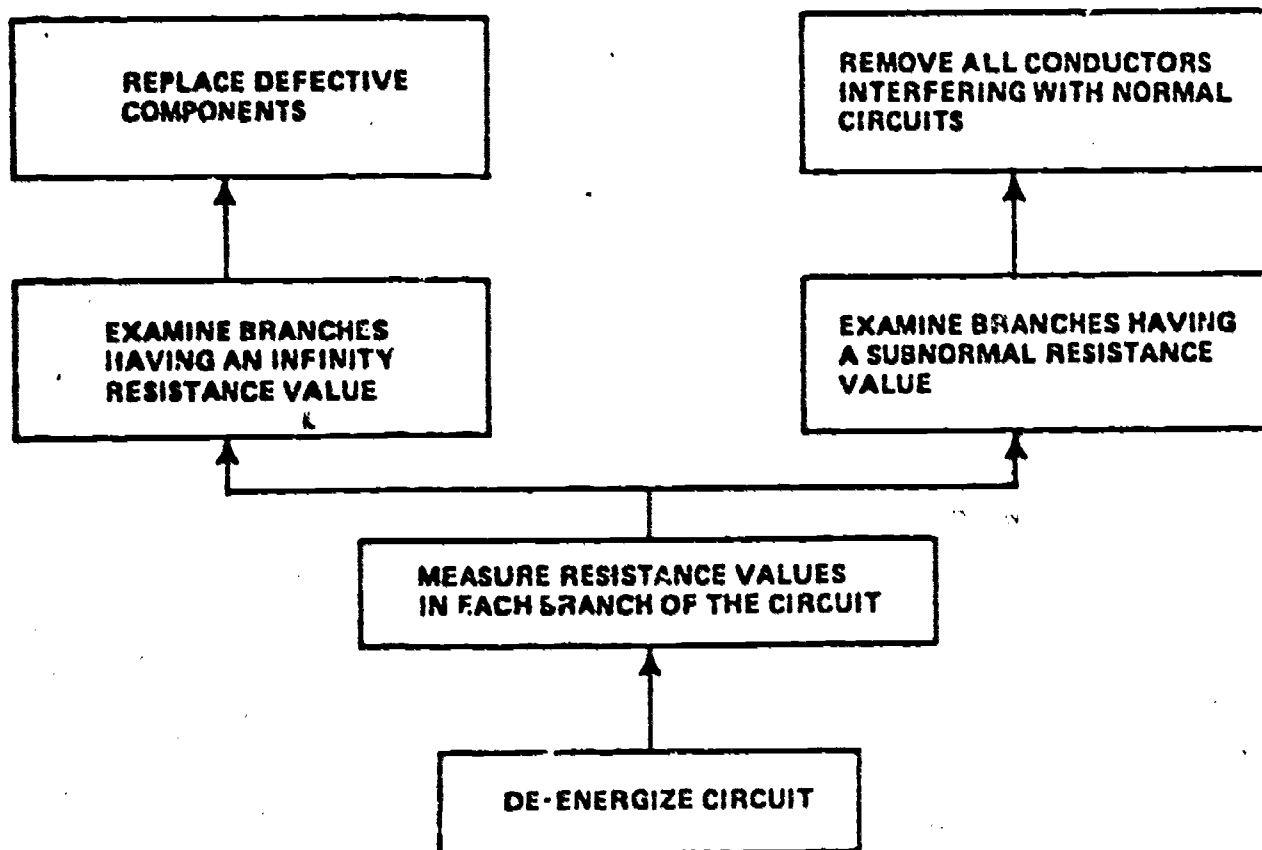 REPLACE DEFECTIVE
COMPONENTS
REMOVE ALL CONDUCTORS
INTERFERING WITH NORMAL
CIRCUITS
EXAMINE BRANCHES
HAVING AN INFINITY
RESISTANCE VALUE
EXAMINE BRANCHES HAVING
A SUBNORMAL RESISTANCE
VALUE
MEASURE RESISTANCE VALUES
IN EACH BRANCH OF THE CIRCUIT
DE-ENERGIZE CIRCUIT